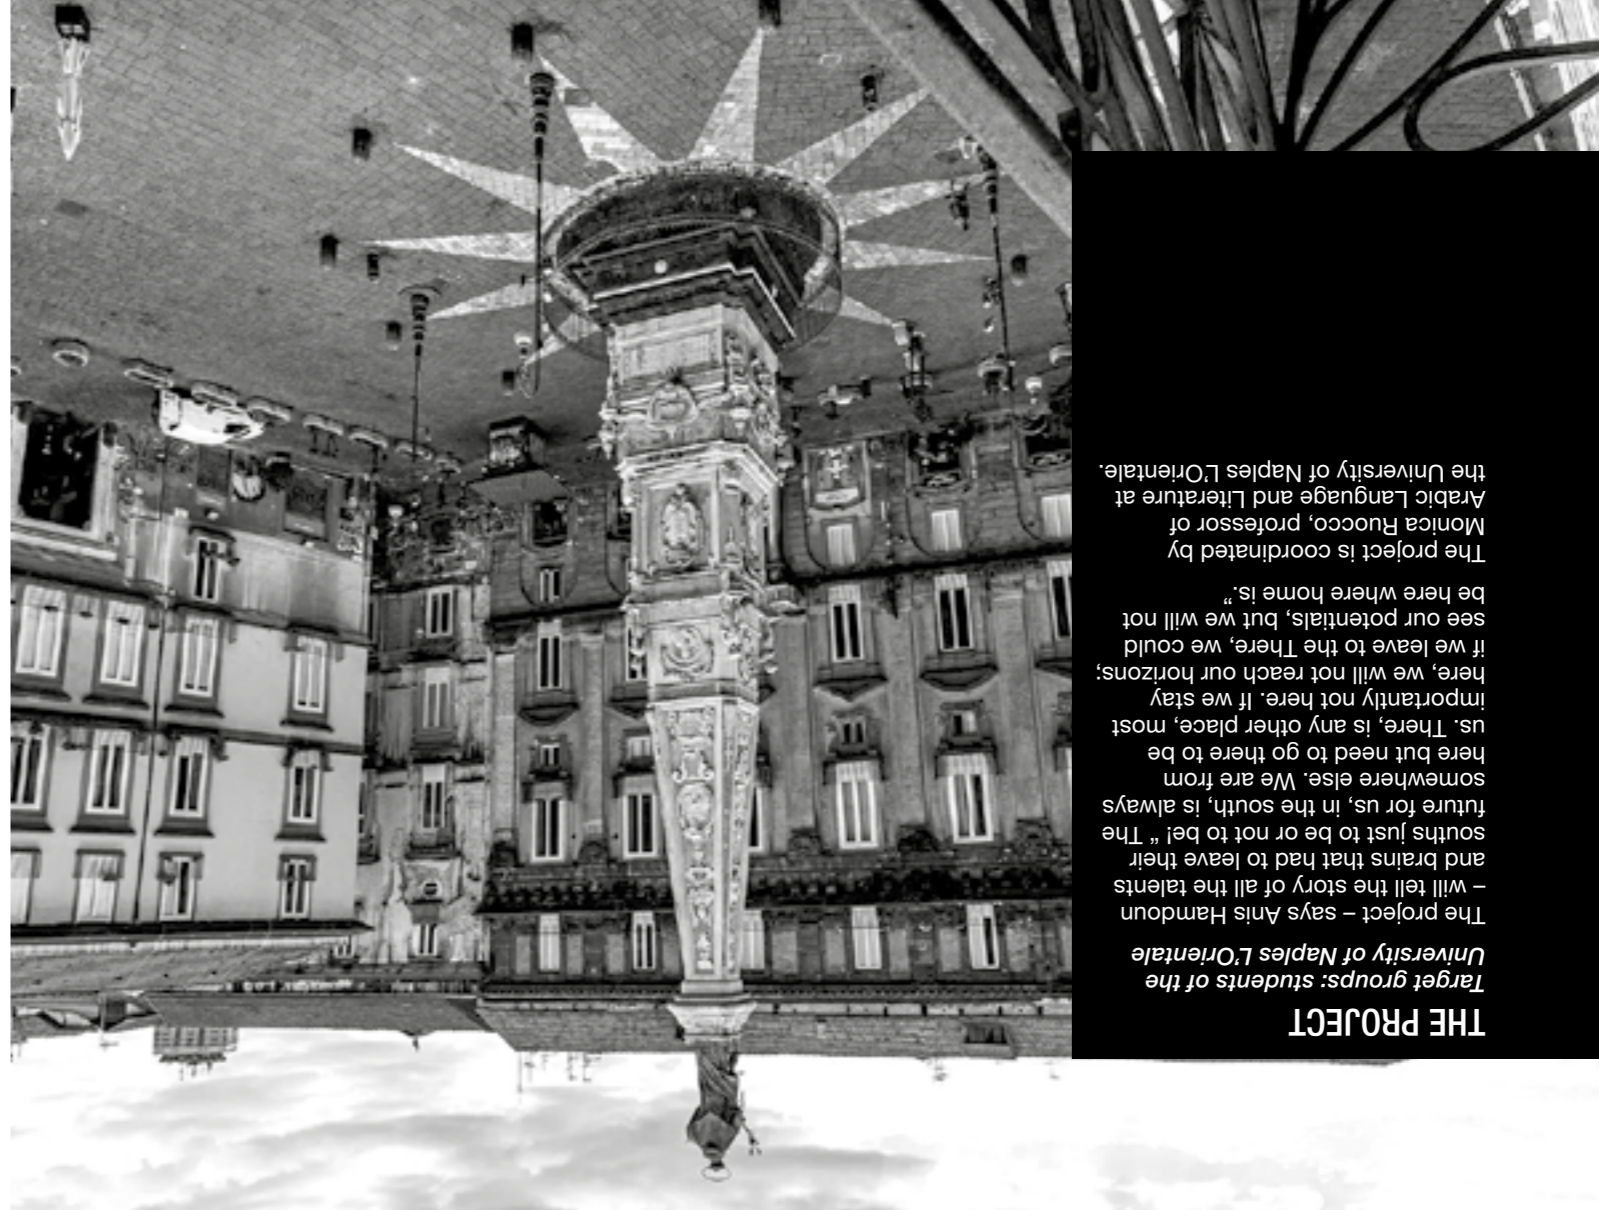 THE PROJECT
Target groups: students of the
University of Naples L’Orientale
The project – says Anis Hamdoun
– will tell the story of all the talents
and brains that had to leave their
souths just to be or not to be! “ The
future for us, in the south, is always
somewhere else. We are from
here but need to go there to be
us. There, is any other place, most
importantly not here. If we stay
here, we will not reach our horizons;
if we leave to the There, we could
see our potentials, but we will not
be here where home is.”
The project is coordinated by
Monica Ruocco, professor of
Arabic Language and Literature at
the University of Naples L’Orientale.